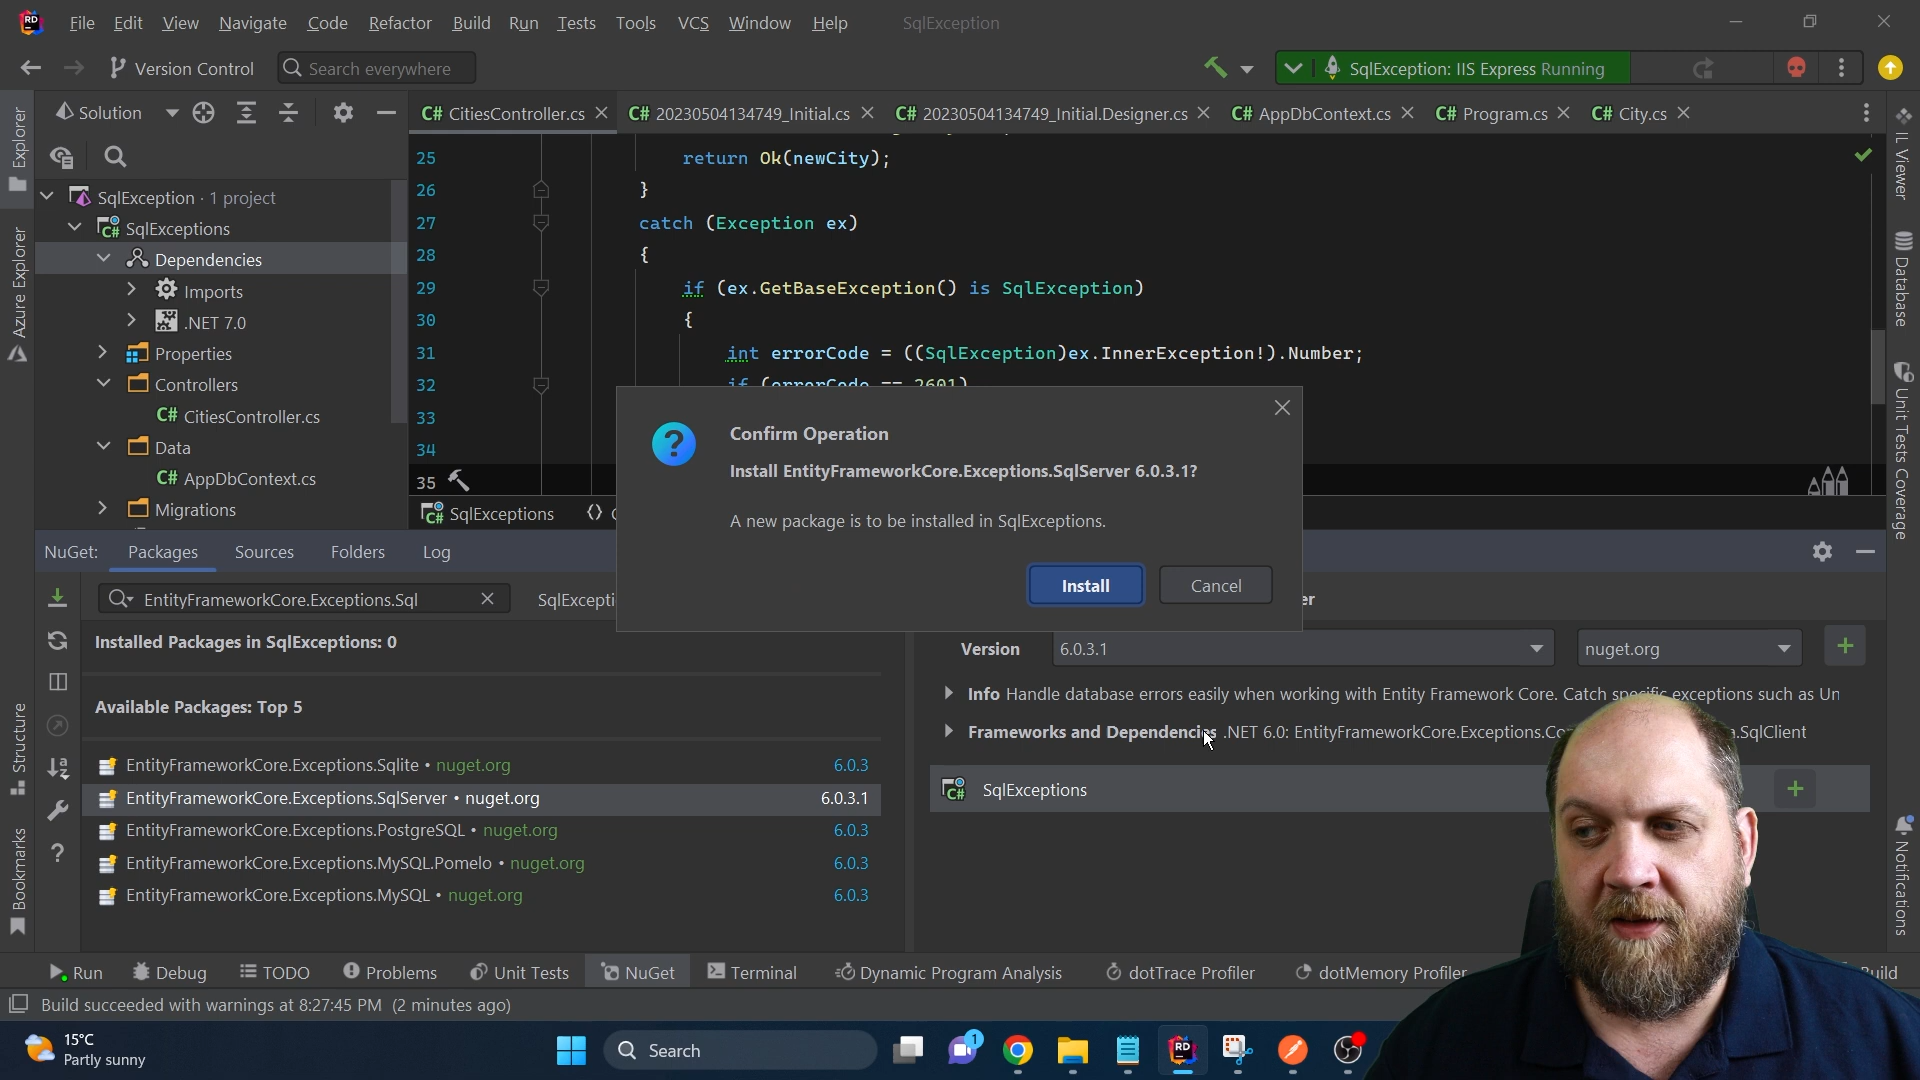 RD File Edit View Navigate Code Refactor Build Run Tests Tools VCS Window Help SqlException
Version Control Search everywhere SqlException: IIS Express Running
Explorer
Azure Explorer
Structure
Bookmarks
Solution
C# CitiesController.cs C# 20230504134749_Initial.cs C# 20230504134749_Initial.Designer.cs C# AppDbContext.cs C# Program.cs C# City.cs
SqlException · 1 project
C# SqlExceptions
Dependencies
Imports
.NET 7.0
Properties
Controllers
C# CitiesController.cs
Data
C# AppDbContext.cs
Migrations
25 return Ok(newCity);
26 }
27 catch (Exception ex)
28 {
29 if (ex.GetBaseException() is SqlException)
30 {
31 int errorCode = ((SqlException)ex.InnerException!).Number;
32 if (errorCode == 2601)
33
34
35
C# SqlExceptions
IL Viewer
Database
Unit Tests Coverage
Notifications
Confirm Operation
Install EntityFrameworkCore.Exceptions.SqlServer 6.0.3.1?
A new package is to be installed in SqlExceptions.
Install Cancel
NuGet: Packages Sources Folders Log
EntityFrameworkCore.Exceptions.Sql SqlExcepti er
Installed Packages in SqlExceptions: 0
Available Packages: Top 5
EntityFrameworkCore.Exceptions.Sqlite • nuget.org 6.0.3
EntityFrameworkCore.Exceptions.SqlServer • nuget.org 6.0.3.1
EntityFrameworkCore.Exceptions.PostgreSQL • nuget.org 6.0.3
EntityFrameworkCore.Exceptions.MySQL.Pomelo • nuget.org 6.0.3
EntityFrameworkCore.Exceptions.MySQL • nuget.org 6.0.3
Version 6.0.3.1 nuget.org
Info Handle database errors easily when working with Entity Framework Core. Catch specific exceptions such as Un
Frameworks and Dependencies .NET 6.0: EntityFrameworkCore.Exceptions.Co a.SqlClient
C# SqlExceptions
Run Debug TODO Problems Unit Tests NuGet Terminal Dynamic Program Analysis dotTrace Profiler dotMemory Profiler Build
Build succeeded with warnings at 8:27:45 PM (2 minutes ago)
15°C
Partly sunny
Search 1 RD